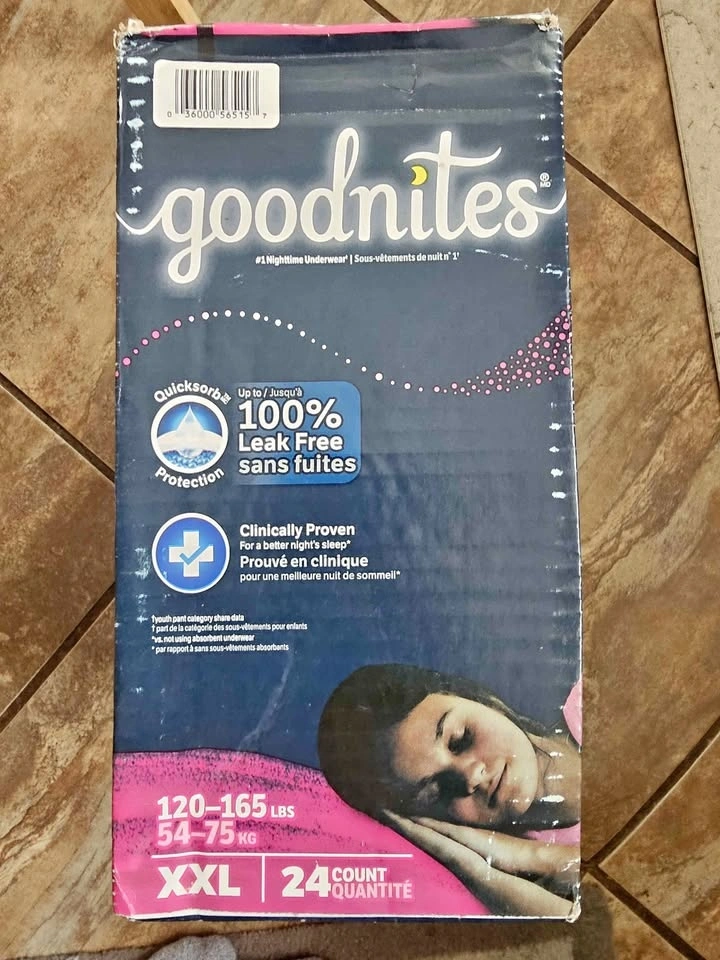 0 36000 56515 7
goodnites®
MD
#1 Nighttime Underwear† | Sous-vêtements de nuit n° 1†
Quicksorb
Protection
Up to / Jusqu'à
100%
Leak Free
sans fuites
Clinically Proven
For a better night's sleep*
Prouvé en clinique
pour une meilleure nuit de sommeil*
†youth pant category share data
† part de la catégorie des sous-vêtements pour enfants
*vs. not using absorbent underwear
* par rapport à sans sous-vêtements absorbants
120–165 LBS
54–75 KG
XXL
24 COUNT
QUANTITÉ